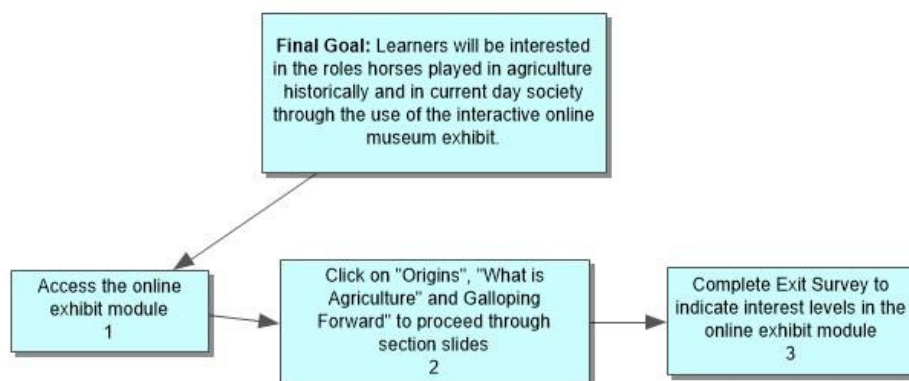 Final Goal: Learners will be interested
in the roles horses played in agriculture
historically and in current day society
through the use of the interactive online
museum exhibit.
Access the online
exhibit module
1
Click on "Origins", "What is
Agriculture" and Galloping
Forward" to proceed through
section slides
2
Complete Exit Survey to
indicate interest levels in the
online exhibit module
3